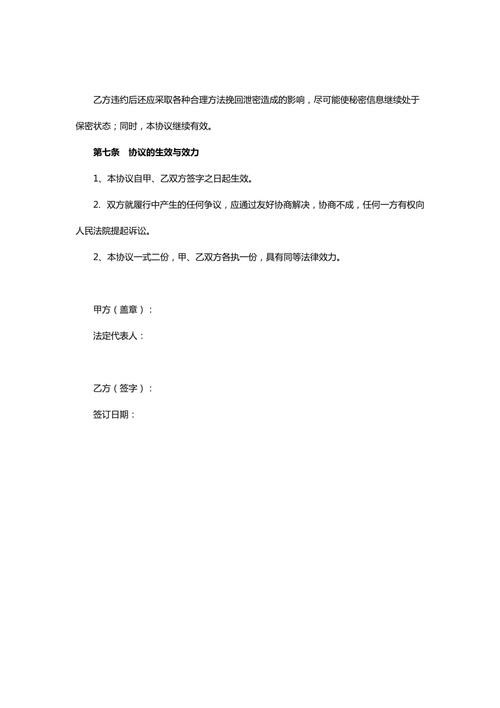 乙方违约后还应采取各种合理方法挽回泄密造成的影响，尽可能使秘密信息继续处于
保密状态；同时，本协议继续有效。
第七条　协议的生效与效力
1、本协议自甲、乙双方签字之日起生效。
2. 双方就履行中产生的任何争议，应通过友好协商解决，协商不成，任何一方有权向
人民法院提起诉讼。
2、本协议一式二份，甲、乙双方各执一份，具有同等法律效力。
甲方（盖章）：
法定代表人：
乙方（签字）：
签订日期：